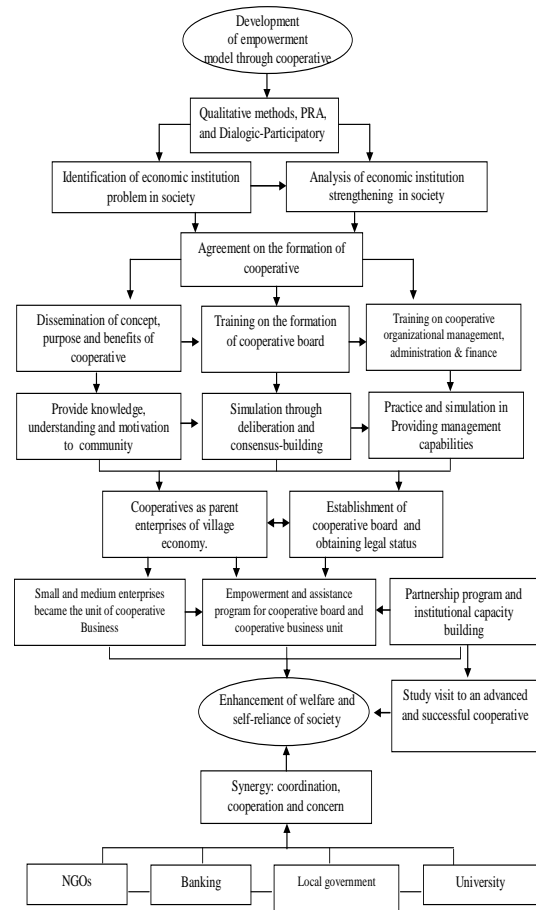 Development
of empowerment
model through cooperative
Qualitative methods, PRA,
and Dialogic-Participatory
Identification of economic institution
problem in society
Analysis of economic institution
strengthening in society
Agreement on the formation of
cooperative
Dissemination of concept,
purpose and benefits of
cooperative
Training on the formation
of cooperative board
Training on cooperative
organizational management,
administration & finance
Provide knowledge,
understanding and motivation
to community
Simulation through
deliberation and
consensus-building
Practice and simulation in
Providing management
capabilities
Cooperatives as parent
enterprises of village
economy.
Establishment of
cooperative board and
obtaining legal status
Small and medium enterprises
became the unit of cooperative
Business
Empowerment and assistance
program for cooperative board and
cooperative business unit
Partnership program and
institutional capacity
building
Enhancement of welfare and
self-reliance of society
Study visit to an advanced
and successful cooperative
Synergy: coordination,
cooperation and concern
NGOs
Banking
Local government
University